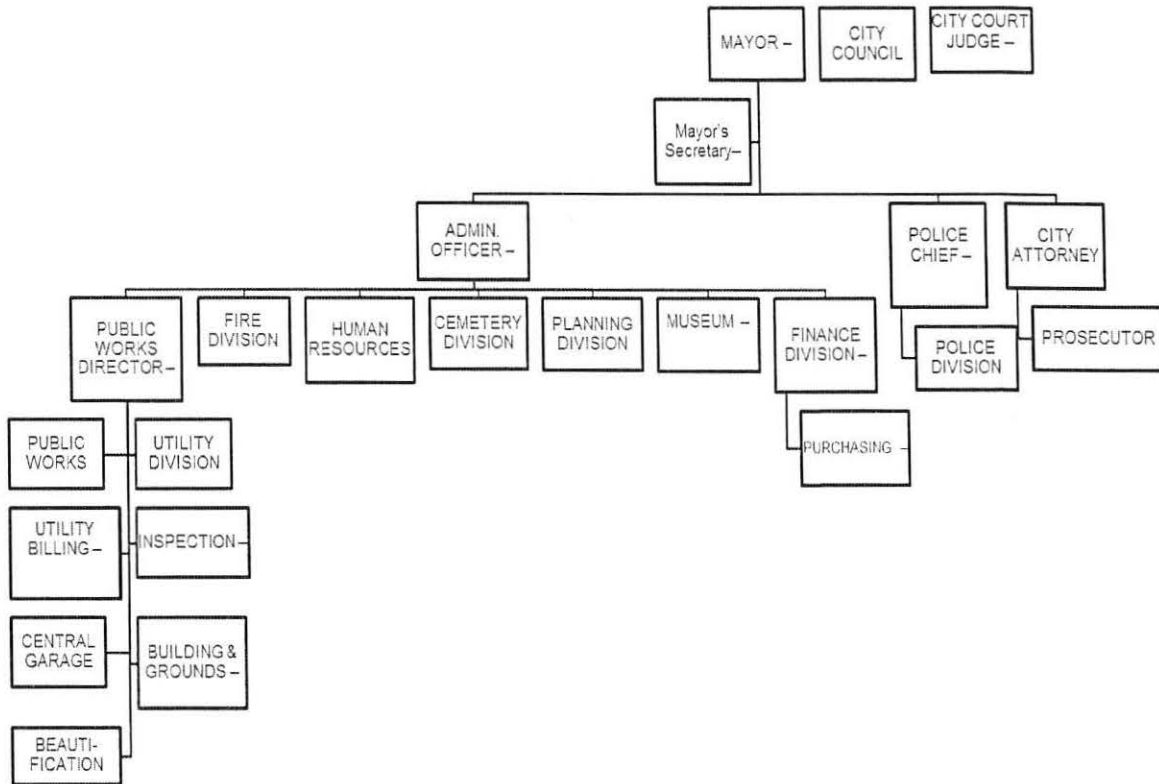 MAYOR –
CITY
COUNCIL
CITY COURT
JUDGE –
Mayor's
Secretary–
ADMIN.
OFFICER –
POLICE
CHIEF –
CITY
ATTORNEY
PUBLIC
WORKS
DIRECTOR–
FIRE
DIVISION
HUMAN
RESOURCES
CEMETERY
DIVISION
PLANNING
DIVISION
MUSEUM –
FINANCE
DIVISION–
POLICE
DIVISION
PROSECUTOR
PUBLIC
WORKS
UTILITY
DIVISION
PURCHASING –
UTILITY
BILLING –
INSPECTION–
CENTRAL
GARAGE
BUILDING &
GROUNDS –
BEAUTI-
FICATION